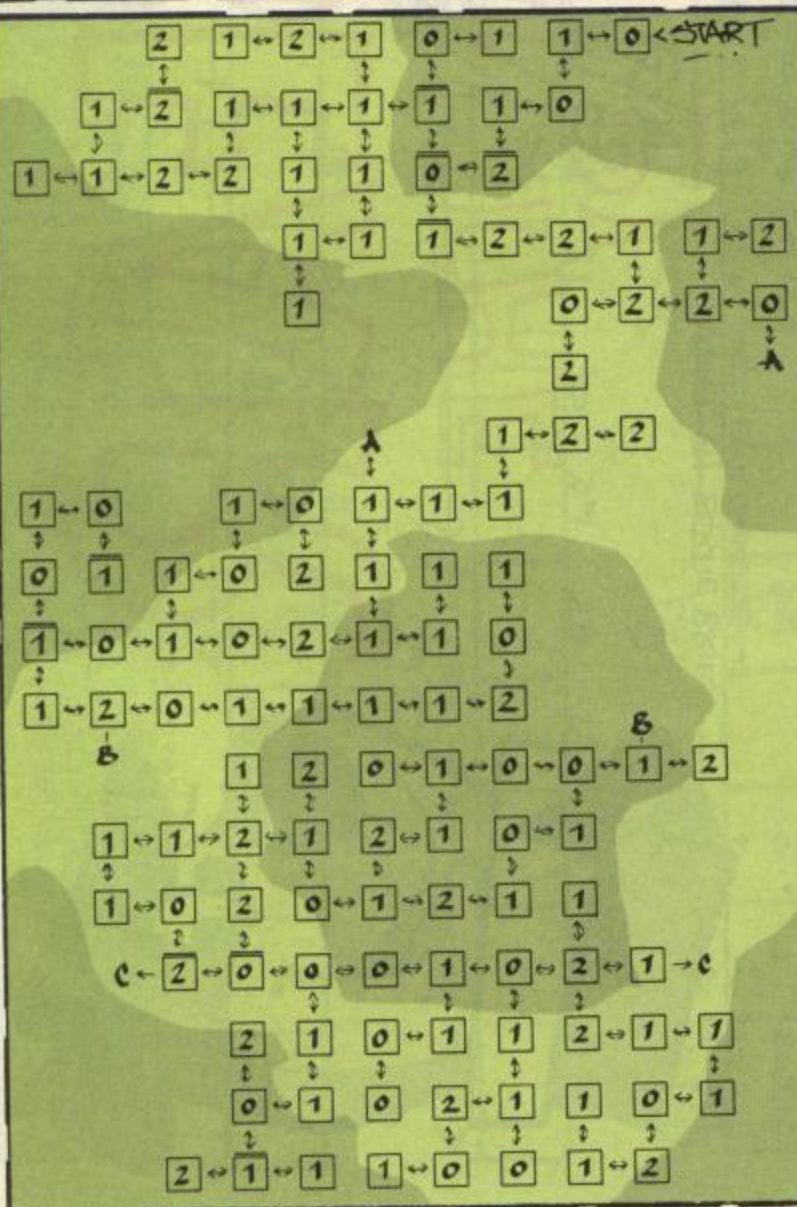 2 1 2 1 0 1 1 0 <START
1 2 1 1 1 1 1 0
1 1 2 2 1 1 0 2
1 1 1 2 2 1 1 2
1 0 2 2 0
2 A
A 1 2 2
1 0 1 0 1 1 1
0 1 1 0 2 1 1 1
1 0 1 0 2 1 1 0
1 2 0 1 1 1 1 2
B B
1 2 0 1 0 0 1 2
1 1 2 1 2 1 0 1
1 0 2 0 1 2 1 1
C 2 0 0 0 1 0 2 1 C
2 1 0 1 1 2 1 1
0 1 0 2 1 1 0 1
2 1 1 1 0 0 1 2